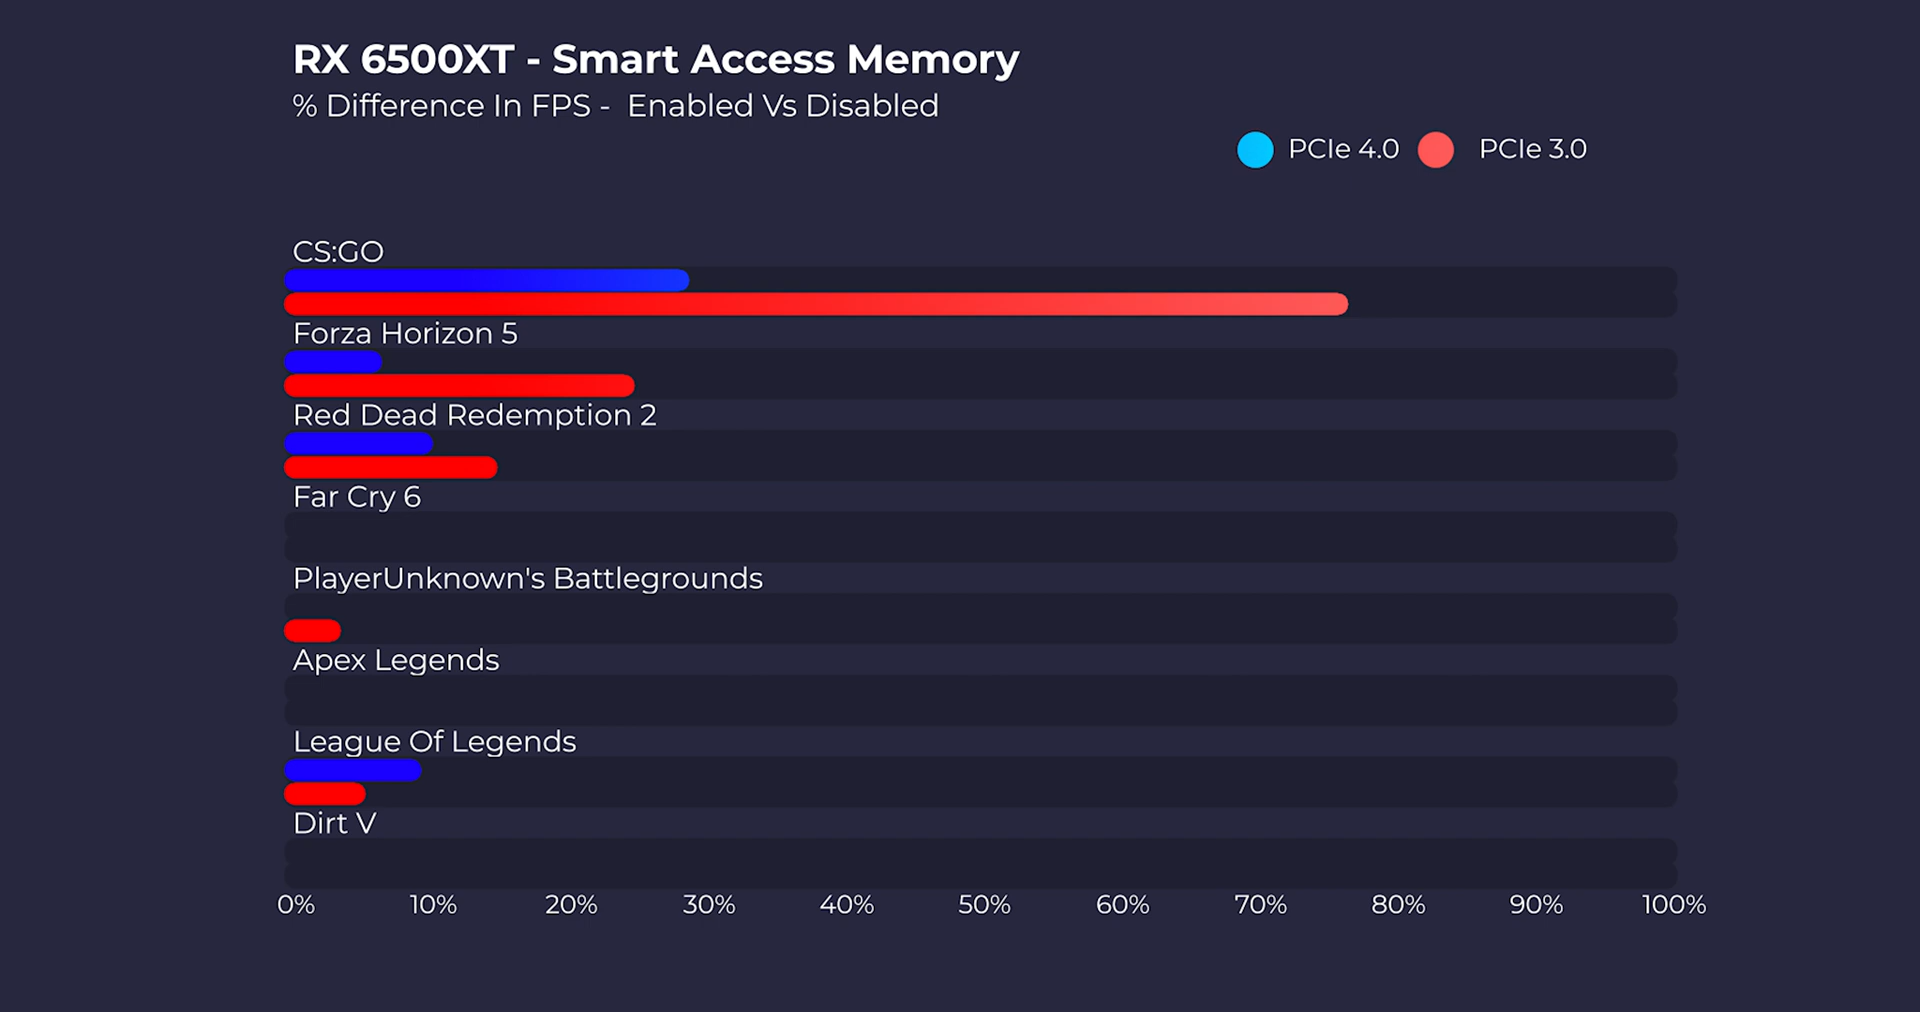 RX 6500XT - Smart Access Memory
% Difference In FPS -  Enabled Vs Disabled
PCIe 4.0 PCIe 3.0
CS:GO
Forza Horizon 5
Red Dead Redemption 2
Far Cry 6
PlayerUnknown's Battlegrounds
Apex Legends
League Of Legends
Dirt V
0% 10% 20% 30% 40% 50% 60% 70% 80% 90% 100%